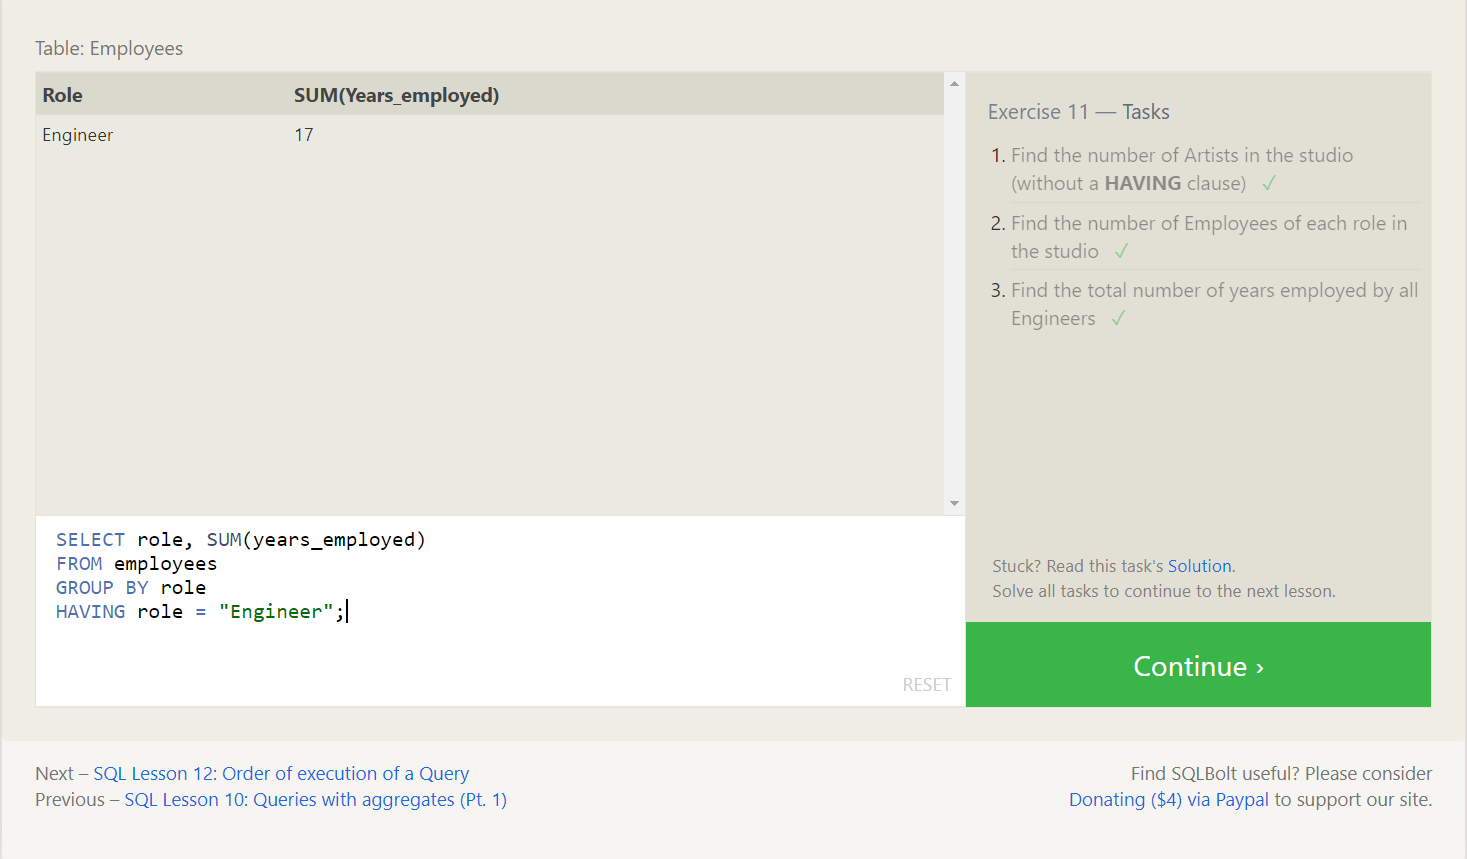 Table: Employees
Role SUM(Years_employed)
Engineer 17
SELECT role, SUM(years_employed)
FROM employees
GROUP BY role
HAVING role = "Engineer";
RESET
Exercise 11 — Tasks
1. Find the number of Artists in the studio
(without a HAVING clause) ✓
2. Find the number of Employees of each role in
the studio ✓
3. Find the total number of years employed by all
Engineers ✓
Stuck? Read this task's Solution.
Solve all tasks to continue to the next lesson.
Continue ›
Next – SQL Lesson 12: Order of execution of a Query
Previous – SQL Lesson 10: Queries with aggregates (Pt. 1)
Find SQLBolt useful? Please consider
Donating ($4) via Paypal to support our site.